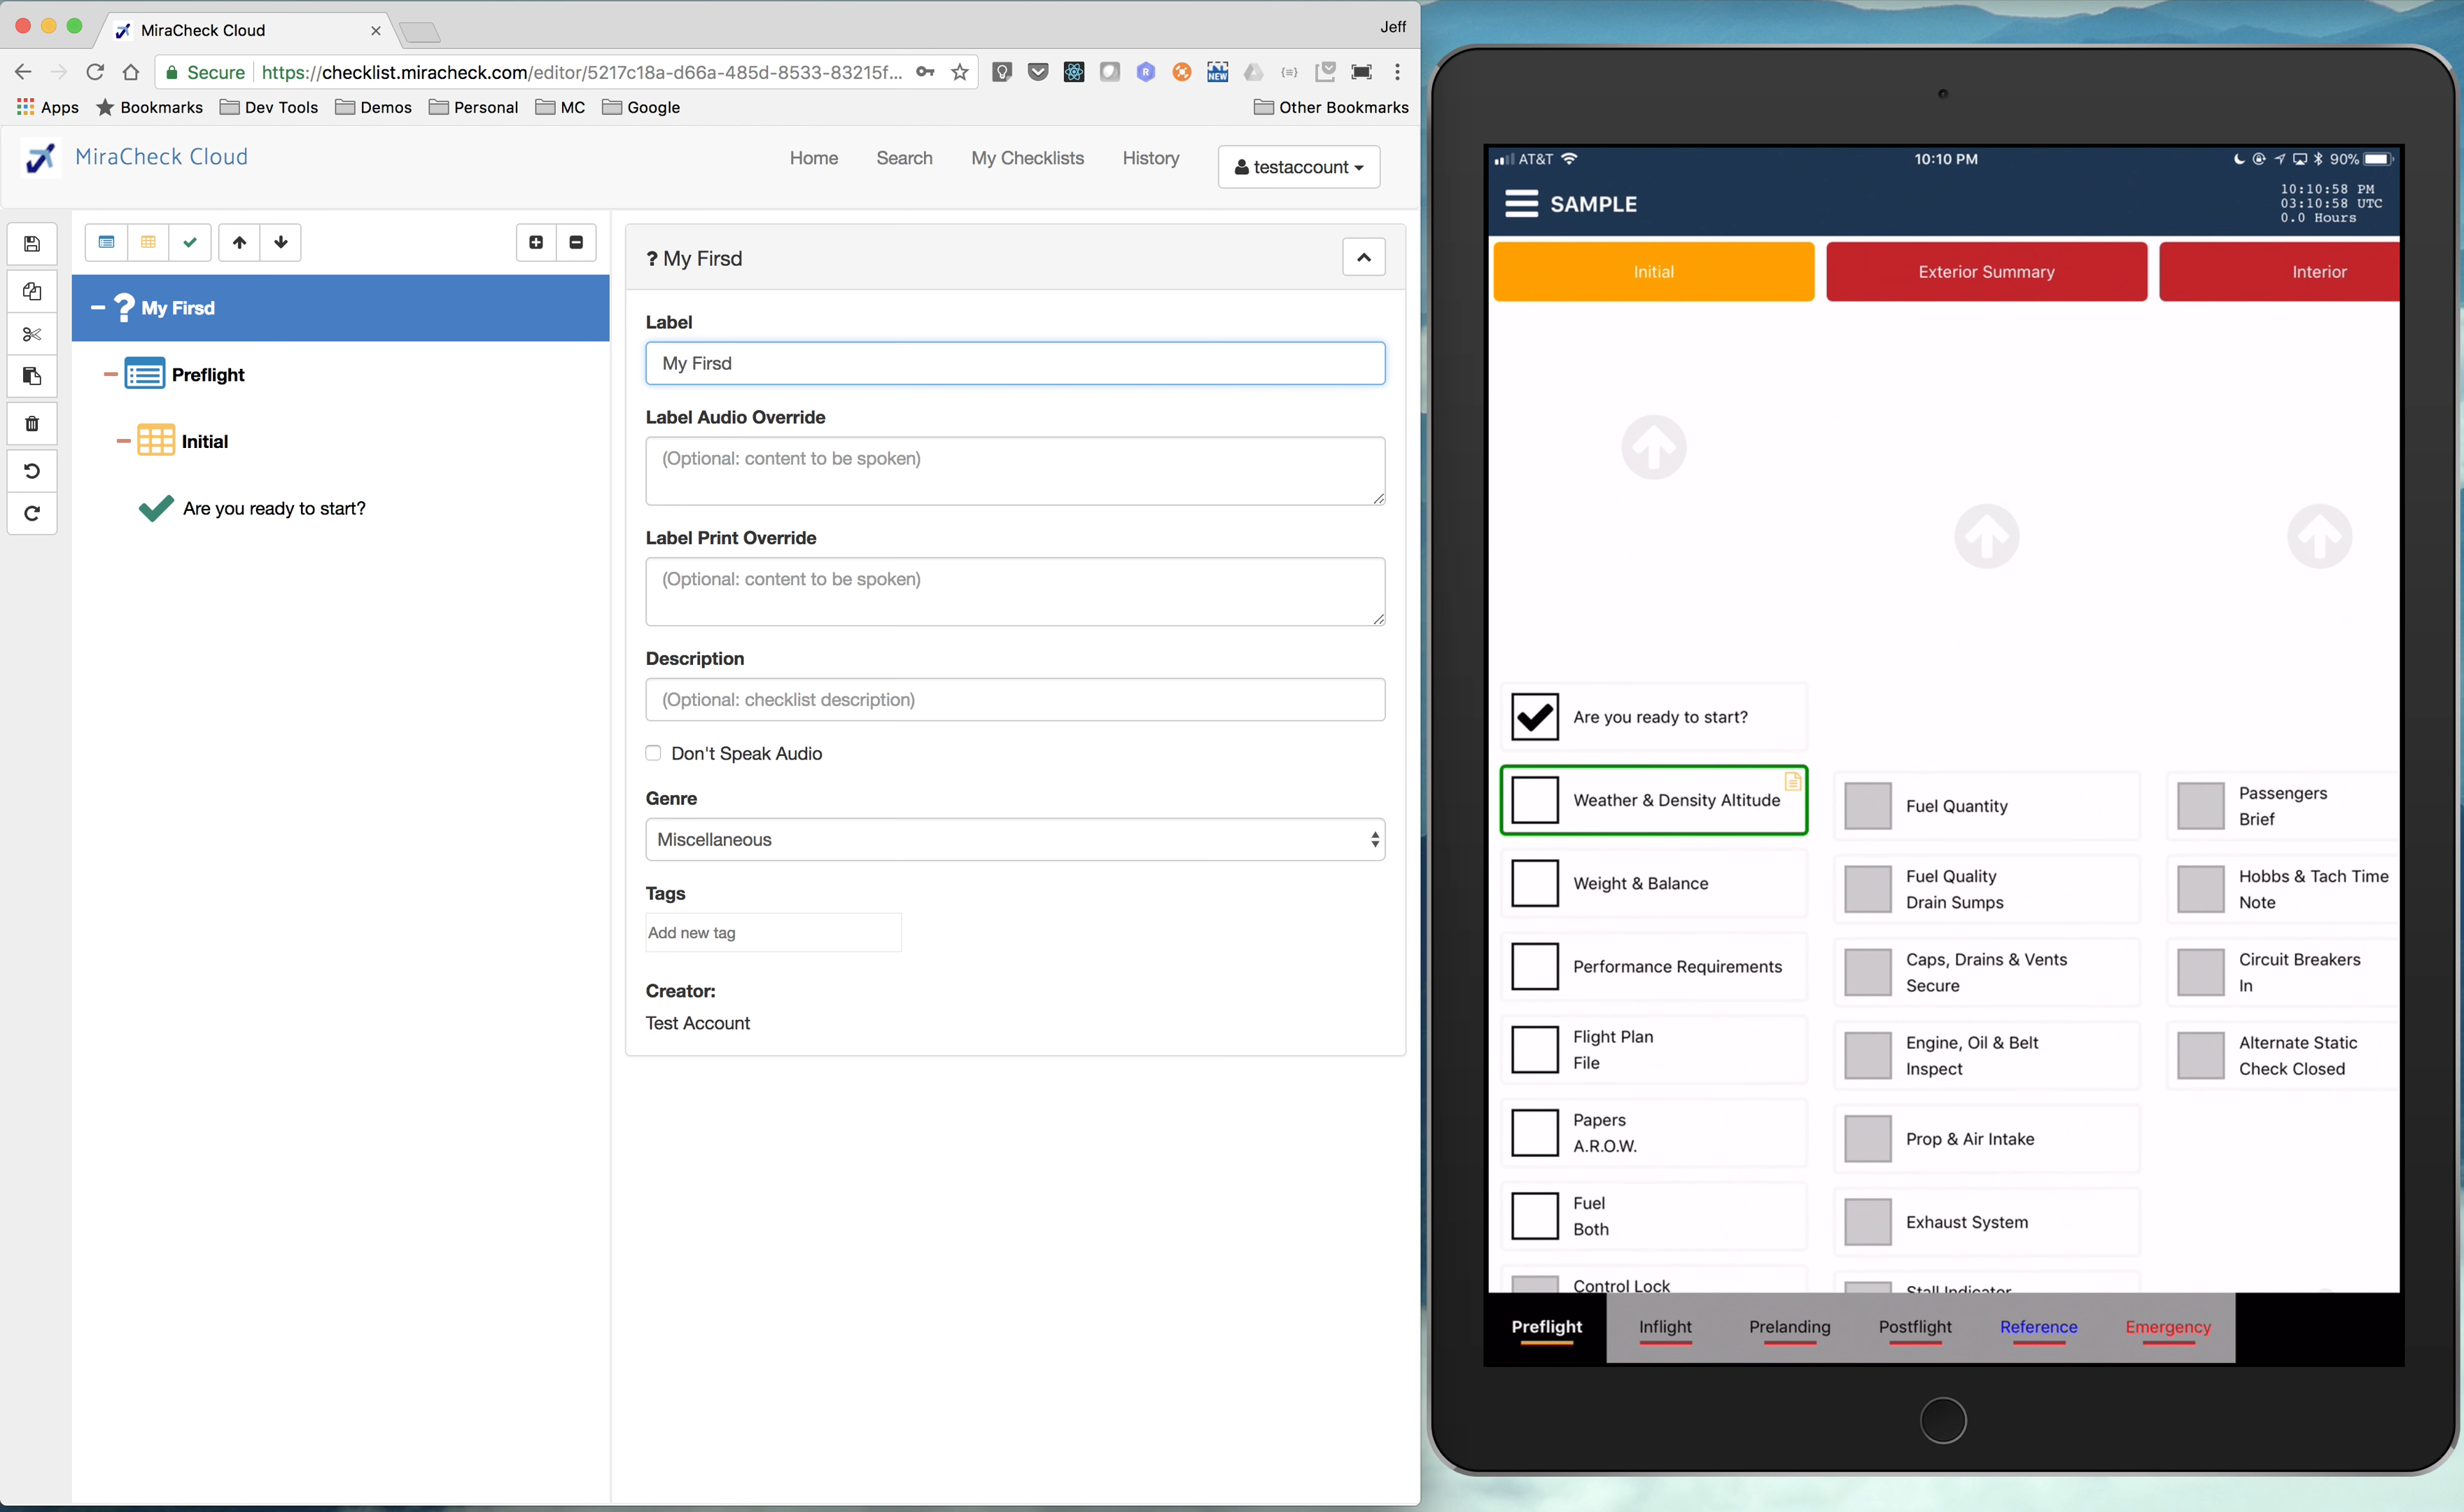 MiraCheck Cloud
Jeff
Secure https://checklist.miracheck.com/editor/5217c18a-d66a-485d-8533-83215f...
NEW
Apps Bookmarks Dev Tools Demos Personal MC Google Other Bookmarks
MiraCheck Cloud
Home Search My Checklists History testaccount
? My Firsd
Preflight
Initial
Are you ready to start?
? My Firsd
Label
My Firsd
Label Audio Override
(Optional: content to be spoken)
Label Print Override
(Optional: content to be spoken)
Description
(Optional: checklist description)
Don't Speak Audio
Genre
Miscellaneous
Tags
Add new tag
Creator:
Test Account
AT&T 10:10 PM 90%
SAMPLE
10:10:58 PM
03:10:58 UTC
0.0 Hours
Initial Exterior Summary Interior
Are you ready to start?
Weather & Density Altitude
Weight & Balance
Performance Requirements
Flight Plan
File
Papers
A.R.O.W.
Fuel
Both
Control Lock
Fuel Quantity
Fuel Quality
Drain Sumps
Caps, Drains & Vents
Secure
Engine, Oil & Belt
Inspect
Prop & Air Intake
Exhaust System
Stall Indicator
Passengers
Brief
Hobbs & Tach Time
Note
Circuit Breakers
In
Alternate Static
Check Closed
Preflight Inflight Prelanding Postflight Reference Emergency